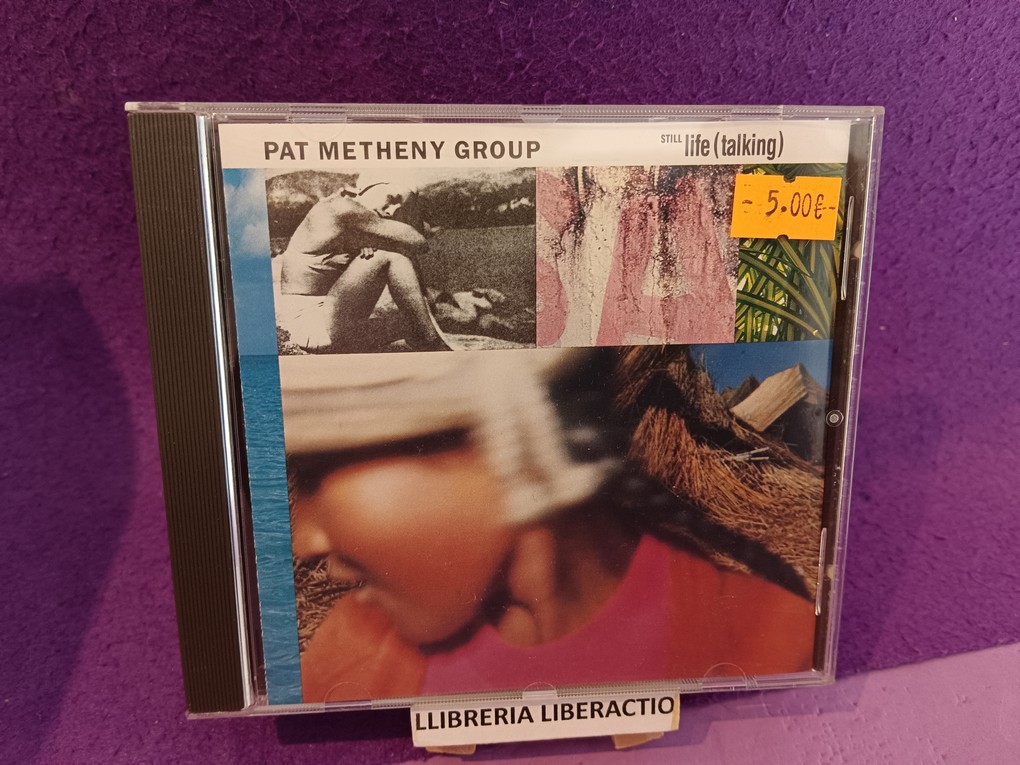 PAT METHENY GROUP
STILL life (talking)
- 5.00€-
LLIBRERIA LIBERACTIO